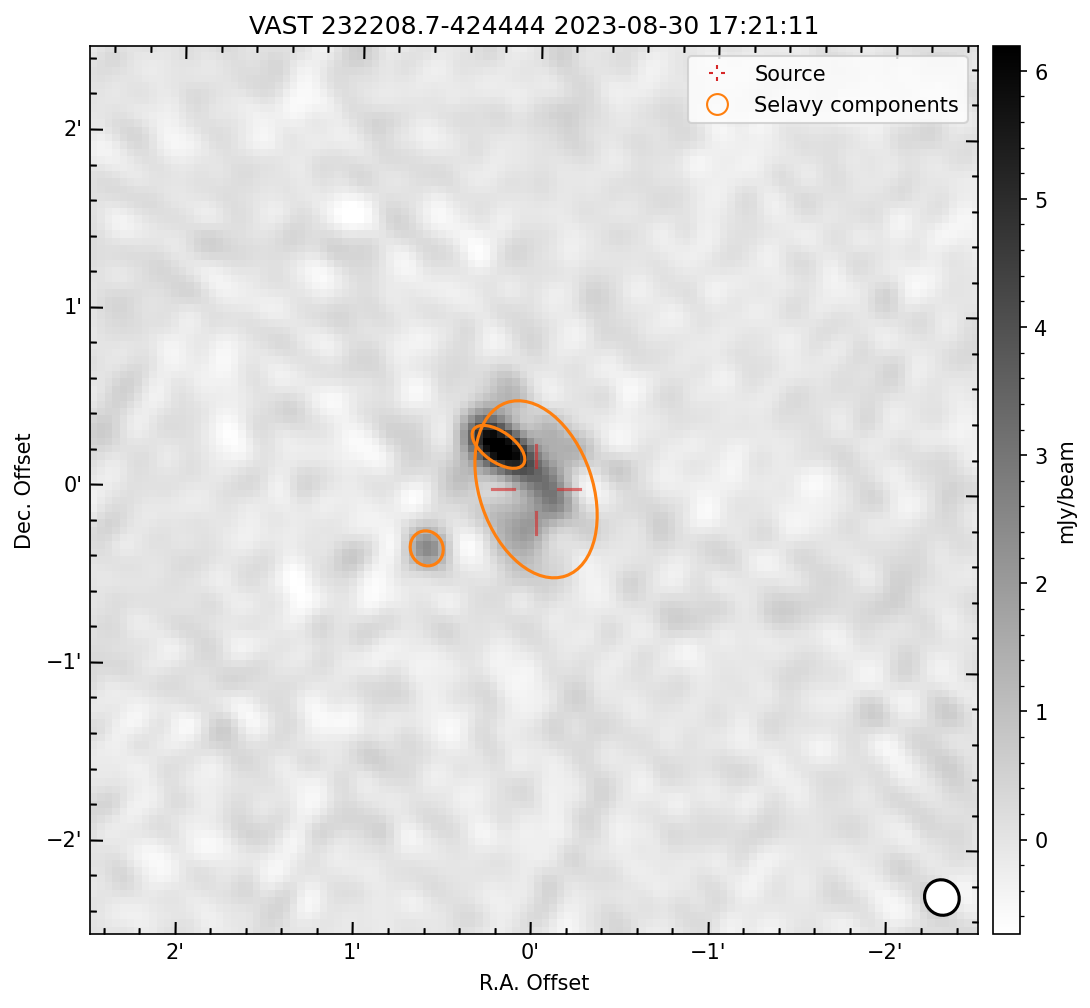 VAST 232208.7-424444 2023-08-30 17:21:11
Source
Selavy components
2'
1'
0'
−1'
−2'
Dec. Offset
2'
1'
0'
−1'
−2'
R.A. Offset
6
5
4
3
2
1
0
mJy/beam